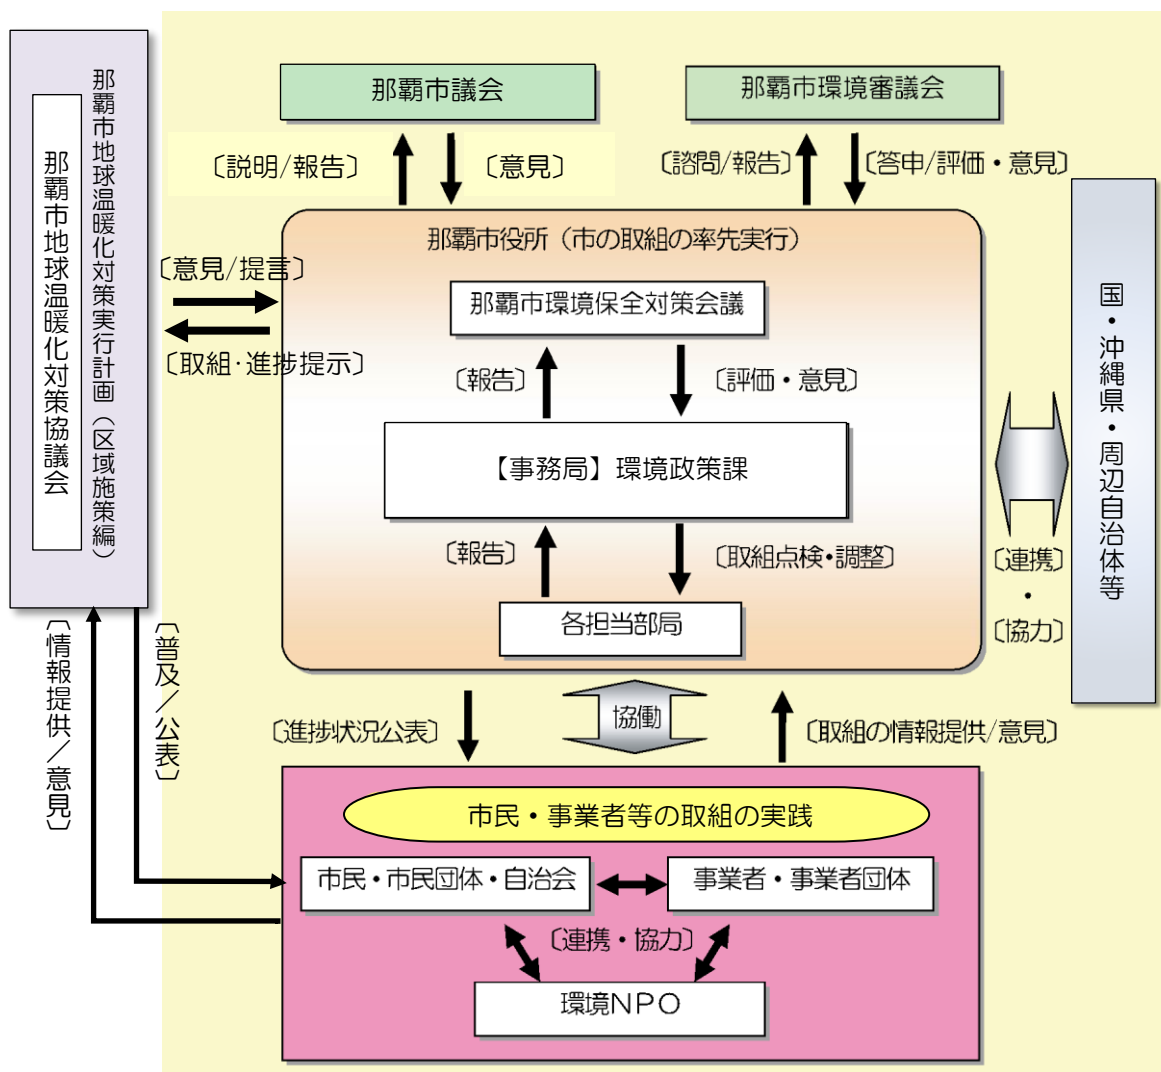 那覇市地球温暖化対策実行計画（区域施策編）
那覇市地球温暖化対策協議会
那覇市議会
那覇市環境審議会
〔説明/報告〕
〔意見〕
〔諮問/報告〕
〔答申/評価・意見〕
那覇市役所（市の取組の率先実行）
〔意見/提言〕
〔取組・進捗提示〕
那覇市環境保全対策会議
〔報告〕
〔評価・意見〕
【事務局】環境政策課
〔報告〕
〔取組点検・調整〕
各担当部局
国・沖縄県・周辺自治体等
〔連携〕
・
〔協力〕
〔情報提供／意見〕
〔普及／公表〕
〔進捗状況公表〕
協働
〔取組の情報提供/意見〕
市民・事業者等の取組の実践
市民・市民団体・自治会
事業者・事業者団体
〔連携・協力〕
環境NPO